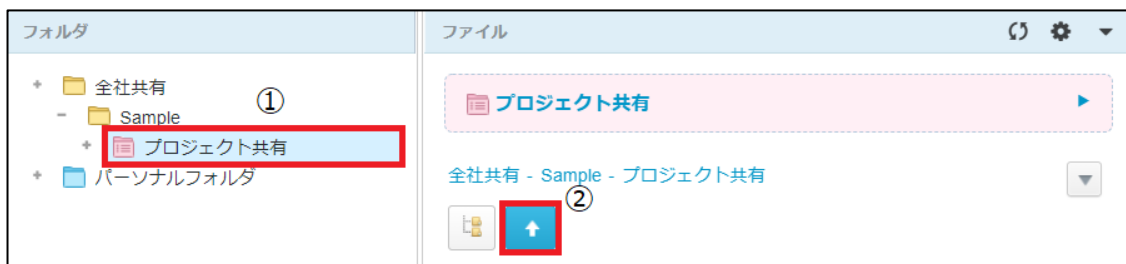 フォルダ
全社共有
①
Sample
プロジェクト共有
パーソナルフォルダ
ファイル
プロジェクト共有
全社共有 - Sample - プロジェクト共有
②